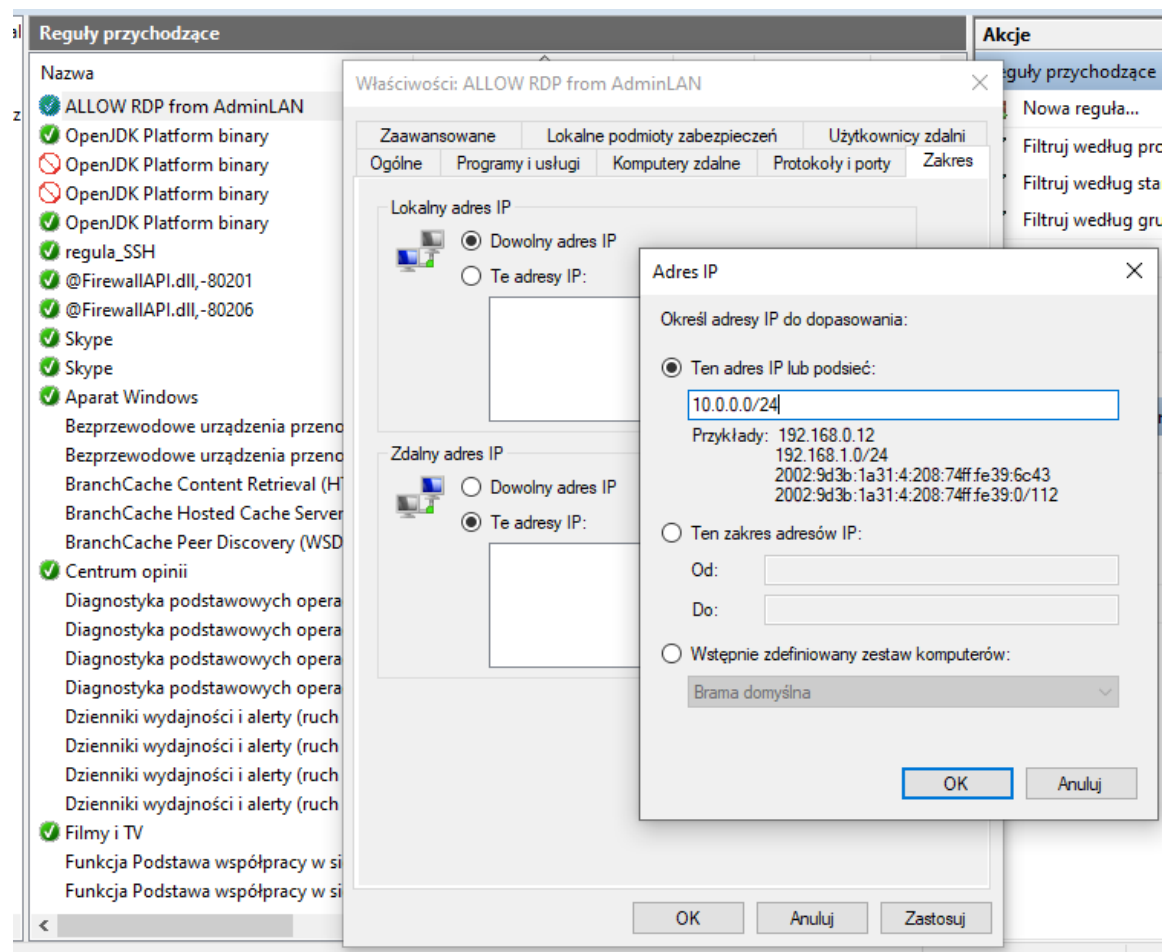 al
z
Reguły przychodzące
Nazwa
ALLOW RDP from AdminLAN
OpenJDK Platform binary
OpenJDK Platform binary
OpenJDK Platform binary
OpenJDK Platform binary
regula_SSH
@FirewallAPI.dll,-80201
@FirewallAPI.dll,-80206
Skype
Skype
Aparat Windows
Bezprzewodowe urządzenia przeno
Bezprzewodowe urządzenia przeno
BranchCache Content Retrieval (H
BranchCache Hosted Cache Server
BranchCache Peer Discovery (WSD
Centrum opinii
Diagnostyka podstawowych opera
Diagnostyka podstawowych opera
Diagnostyka podstawowych opera
Diagnostyka podstawowych opera
Dzienniki wydajności i alerty (ruch
Dzienniki wydajności i alerty (ruch
Dzienniki wydajności i alerty (ruch
Dzienniki wydajności i alerty (ruch
Filmy i TV
Funkcja Podstawa współpracy w si
Funkcja Podstawa współpracy w si
Właściwości: ALLOW RDP from AdminLAN
Zaawansowane Lokalne podmioty zabezpieczeń Użytkownicy zdalni
Ogólne Programy i usługi Komputery zdalne Protokoły i porty Zakres
Lokalny adres IP
Dowolny adres IP
Te adresy IP:
Zdalny adres IP
Dowolny adres IP
Te adresy IP:
OK Anuluj Zastosuj
Adres IP
Określ adresy IP do dopasowania:
Ten adres IP lub podsieć:
10.0.0.0/24
Przykłady: 192.168.0.12
192.168.1.0/24
2002:9d3b:1a31:4:208:74ff:fe39:6c43
2002:9d3b:1a31:4:208:74ff:fe39:0/112
Ten zakres adresów IP:
Od:
Do:
Wstępnie zdefiniowany zestaw komputerów:
Brama domyślna
OK Anuluj
Akcje
eguły przychodzące
Nowa reguła...
Filtruj według pro
Filtruj według sta
Filtruj według gru